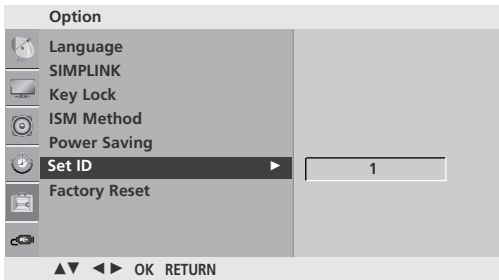 Option
Language
SIMPLINK
Key Lock
ISM Method
Power Saving
Set ID ► 1
Factory Reset
▲▼ ◄ ► OK RETURN